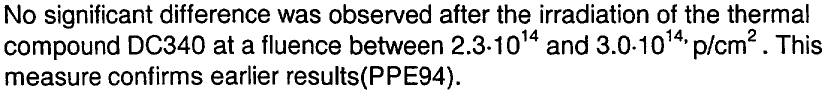 No significant difference was observed after the irradiation of the thermal
compound DC340 at a fluence between 2.3·10¹⁴ and 3.0·10¹⁴, p/cm² . This
measure confirms earlier results(PPE94).